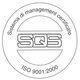 Sistema di management certificato
SQS
ISO 9001:2000